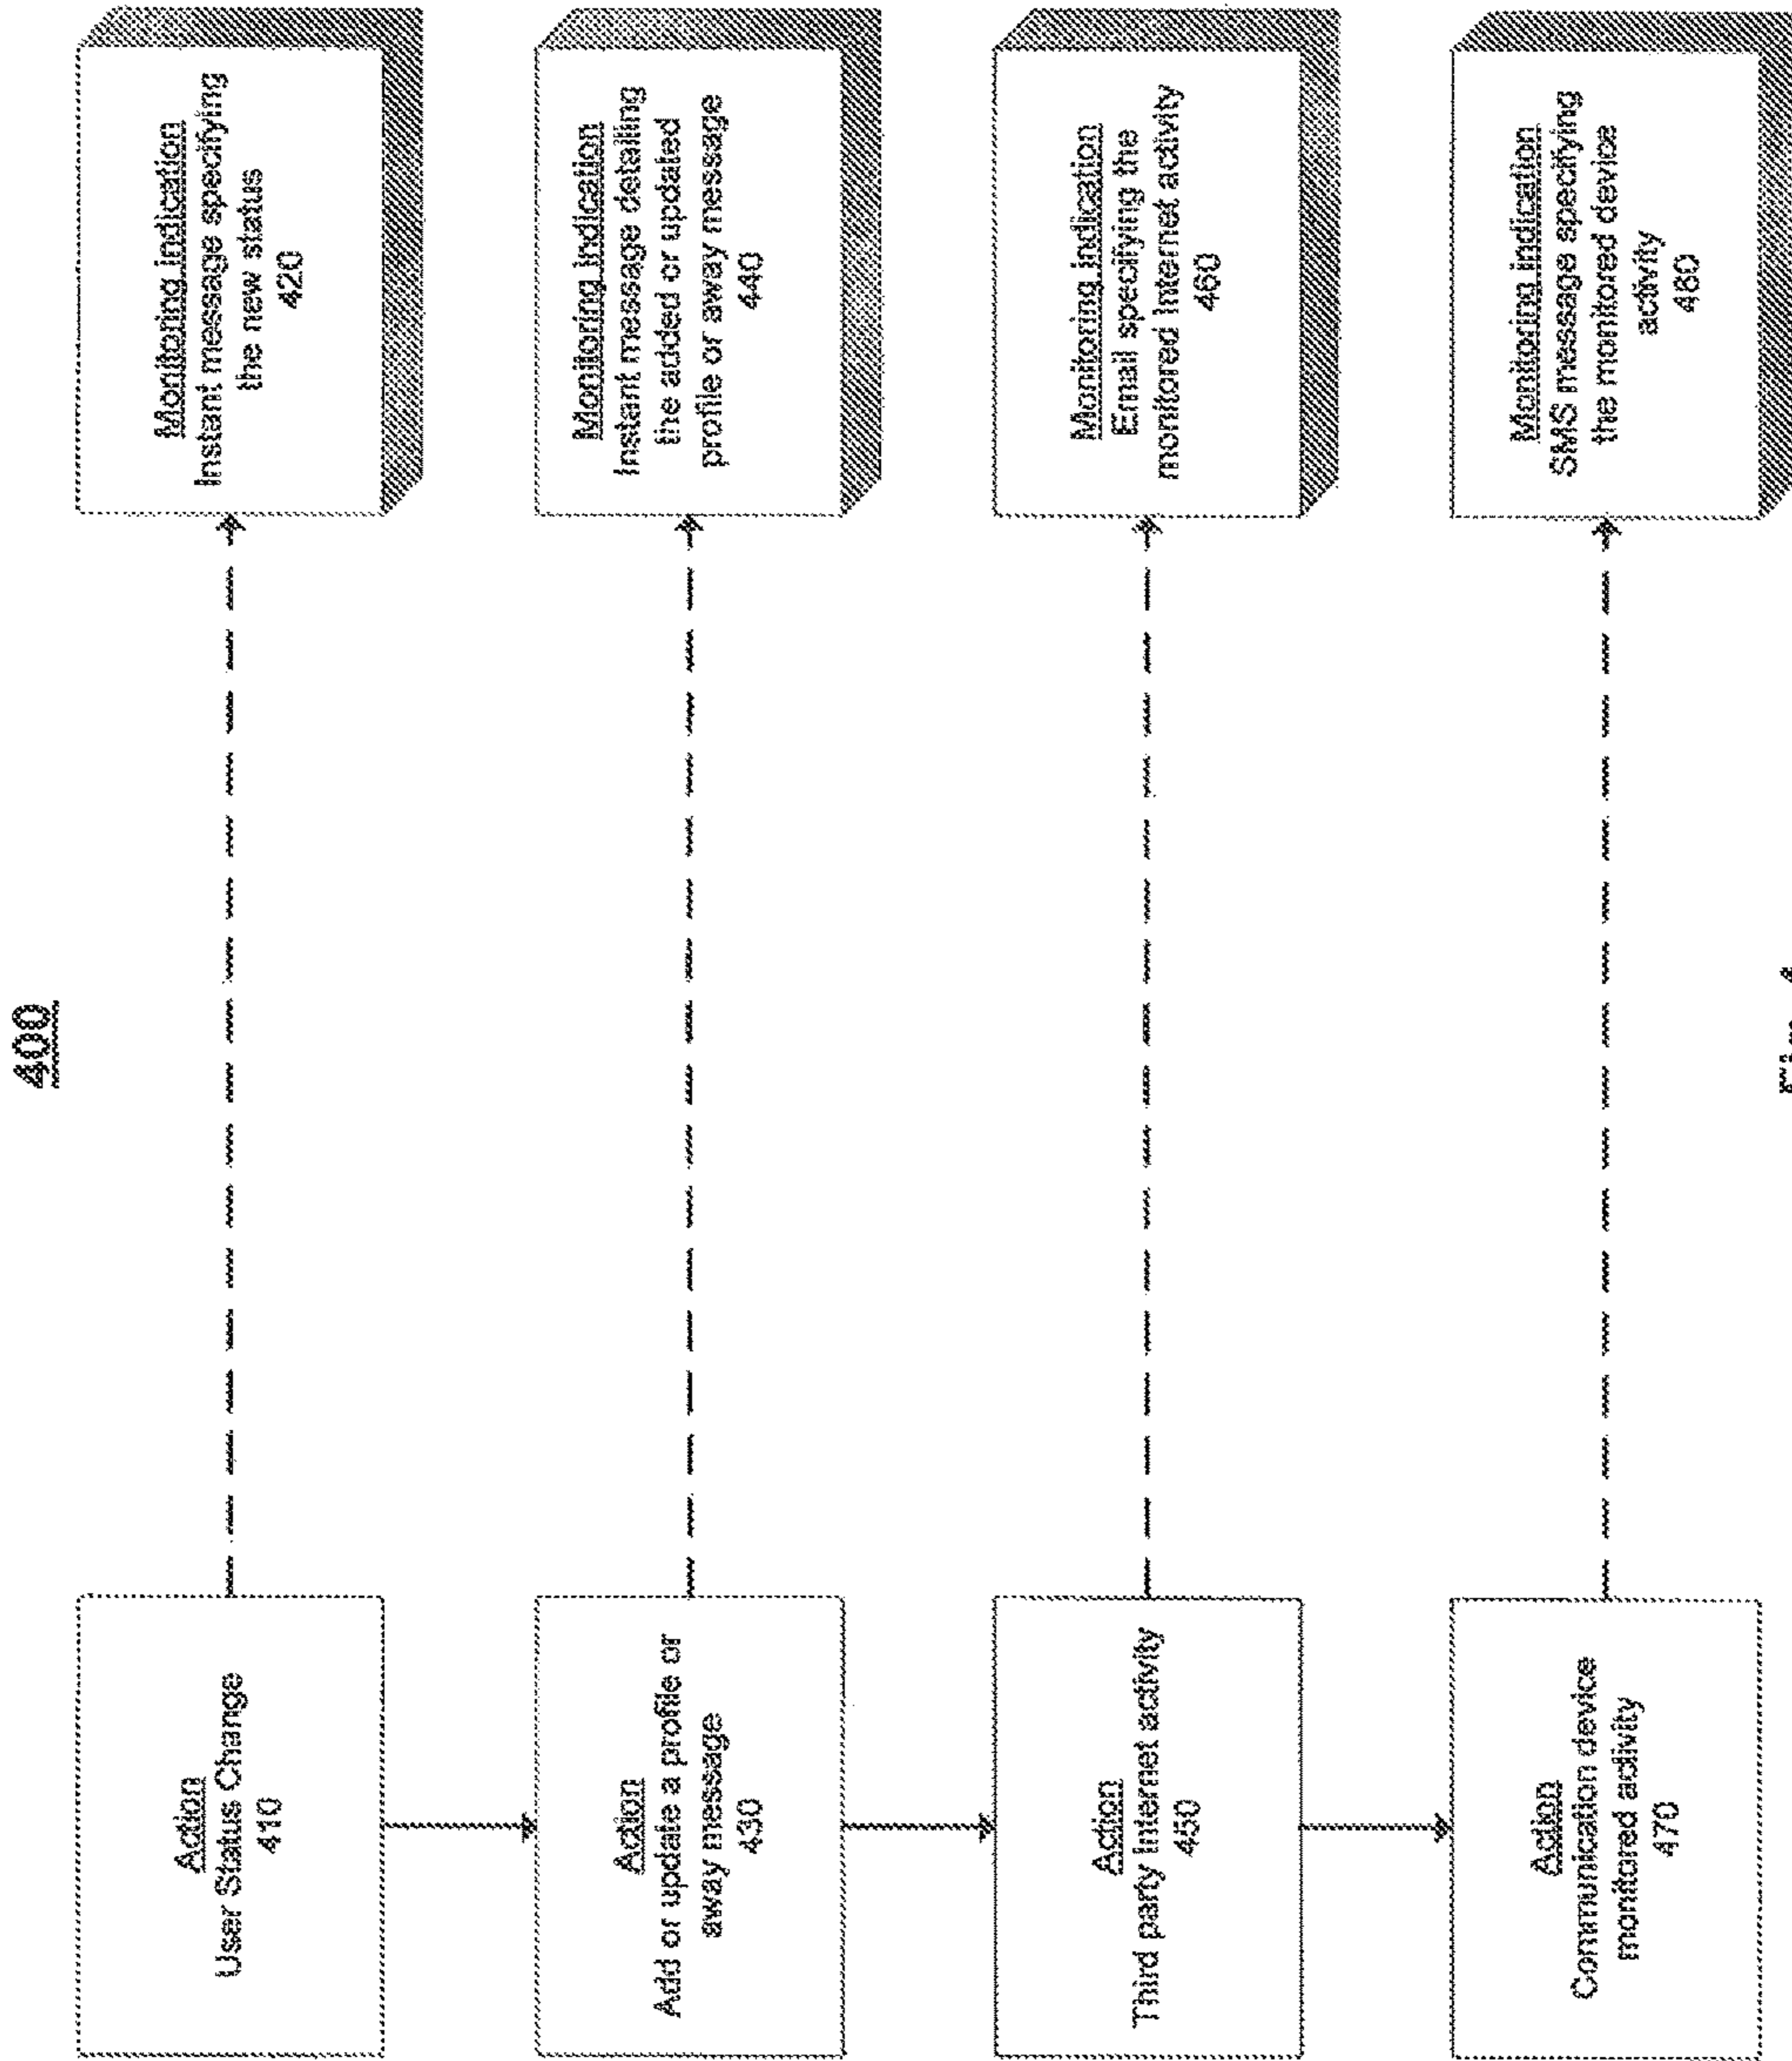 400
Action
User Status Change
410
Monitoring indication
Instant message specifying
the new status
420
Action
Add or update a profile or
away message
430
Monitoring indication
Instant message detailing
the added or updated
profile or away message
440
Action
Third party Internet activity
450
Monitoring indication
Email specifying the
monitored Internet activity
460
Action
Communication device
monitored activity
470
Monitoring indication
SMS message specifying
the monitored device
activity
480